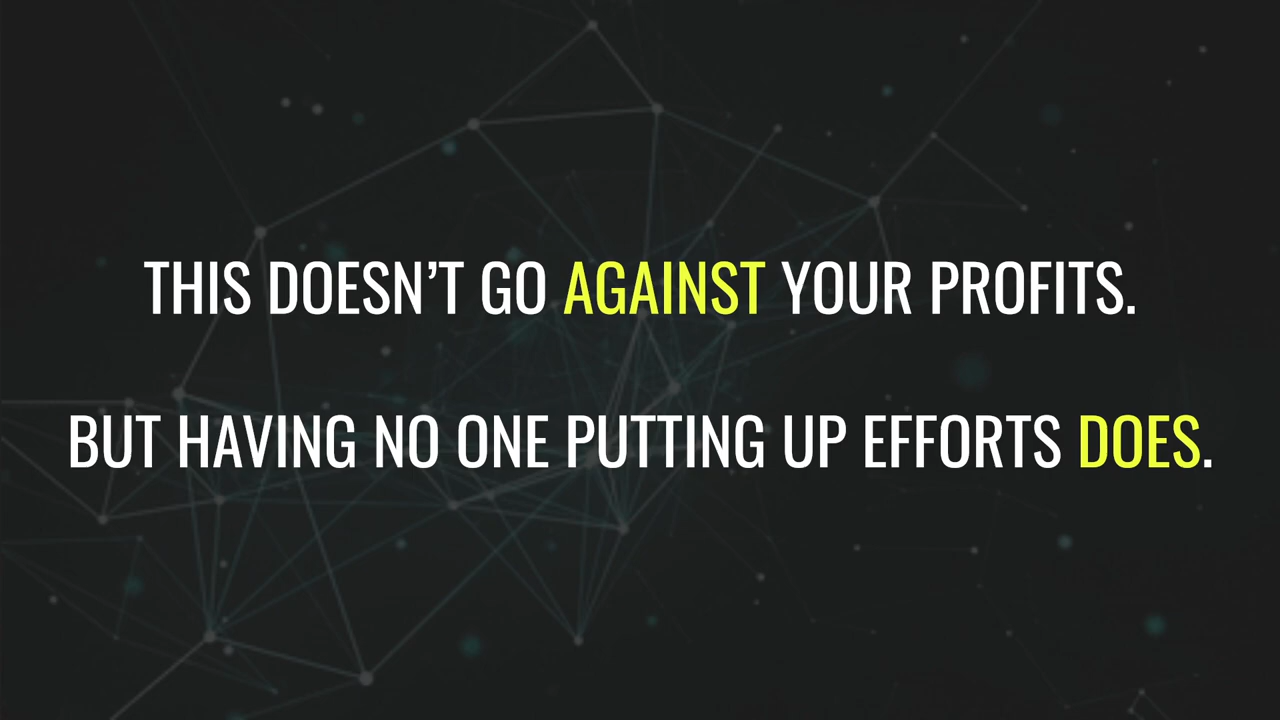 THIS DOESN’T GO AGAINST YOUR PROFITS.
BUT HAVING NO ONE PUTTING UP EFFORTS DOES.